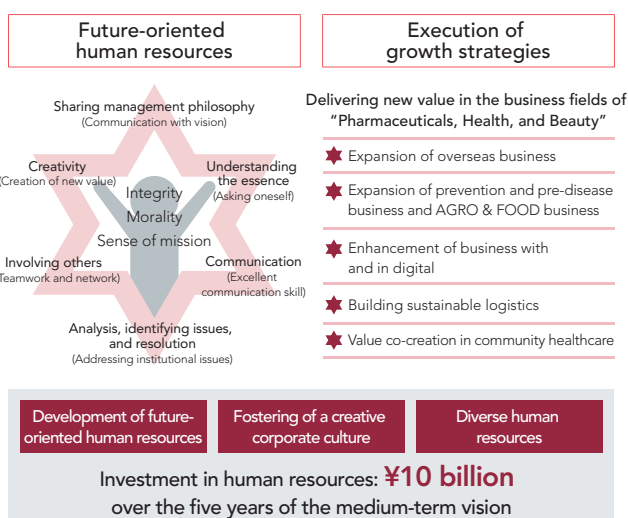 Future-oriented
human resources
Sharing management philosophy
(Communication with vision)
Creativity
(Creation of new value)
Understanding
the essence
(Asking oneself)
Integrity
Morality
Sense of mission
Involving others
Teamwork and network)
Communication
(Excellent
communication skill)
Analysis, identifying issues,
and resolution
(Addressing institutional issues)
Execution of
growth strategies
Delivering new value in the business fields of
“Pharmaceuticals, Health, and Beauty”
Expansion of overseas business
Expansion of prevention and pre-disease
business and AGRO & FOOD business
Enhancement of business with
and in digital
Building sustainable logistics
Value co-creation in community healthcare
Development of future-
oriented human resources
Fostering of a creative
corporate culture
Diverse human
resources
Investment in human resources: ¥10 billion
over the five years of the medium-term vision